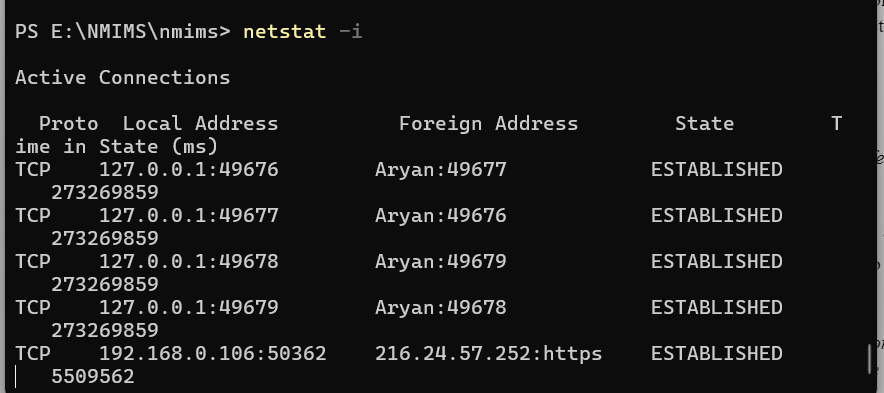 PS E:\NMIMS\nmims> netstat -i
Active Connections
  Proto  Local Address          Foreign Address        State        T
ime in State (ms)
TCP    127.0.0.1:49676        Aryan:49677            ESTABLISHED
   273269859
TCP    127.0.0.1:49677        Aryan:49676            ESTABLISHED
   273269859
TCP    127.0.0.1:49678        Aryan:49679            ESTABLISHED
   273269859
TCP    127.0.0.1:49679        Aryan:49678            ESTABLISHED
   273269859
TCP    192.168.0.106:50362    216.24.57.252:https    ESTABLISHED
   5509562